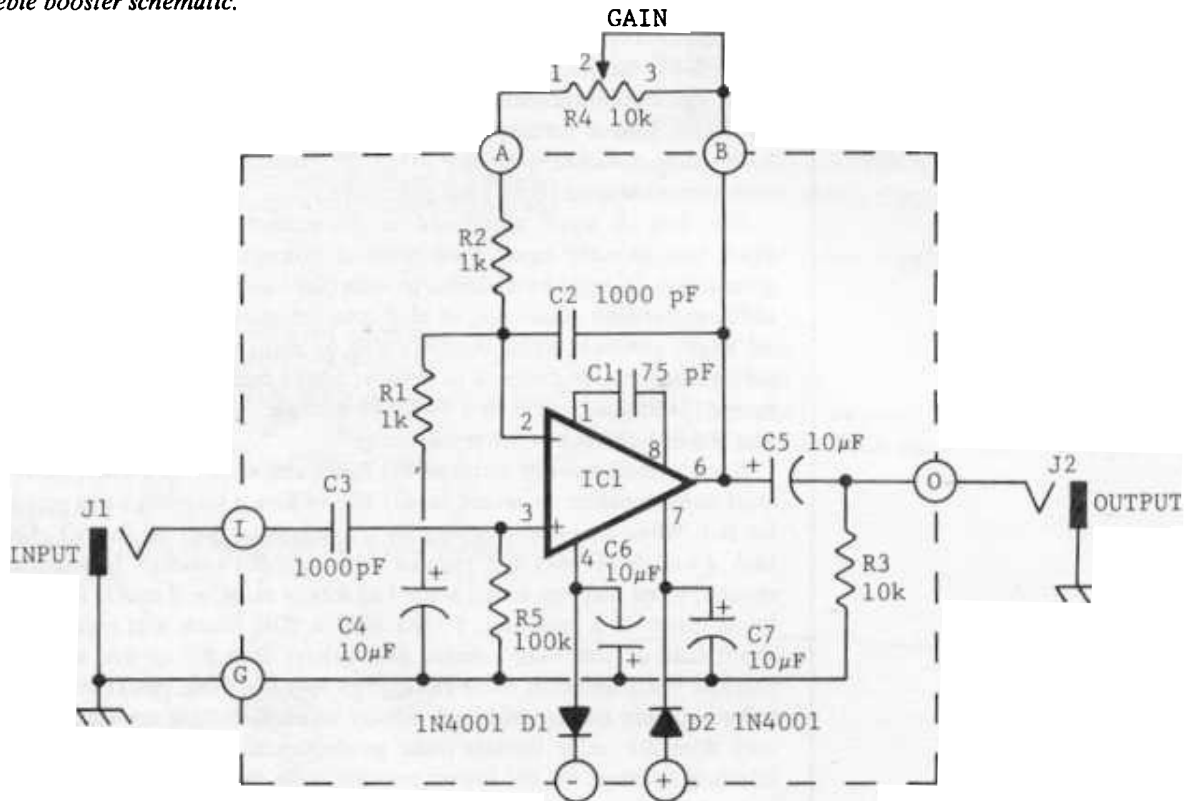 eble booster schematic.
GAIN
1 2 3
R4 10k
A
B
R2
1k
C2 1000 pF
C1 75 pF
R1
1k
1
2
-
8
C5 10µF
+
6
J2
O
OUTPUT
IC1
C3
3
+
7
J1
I
INPUT
1000pF
4
C6
10µF
+
R3
10k
C4
10µF
+
R5
100k
+
C7
10µF
+
G
1N4001 D1
D2 1N4001
-
+